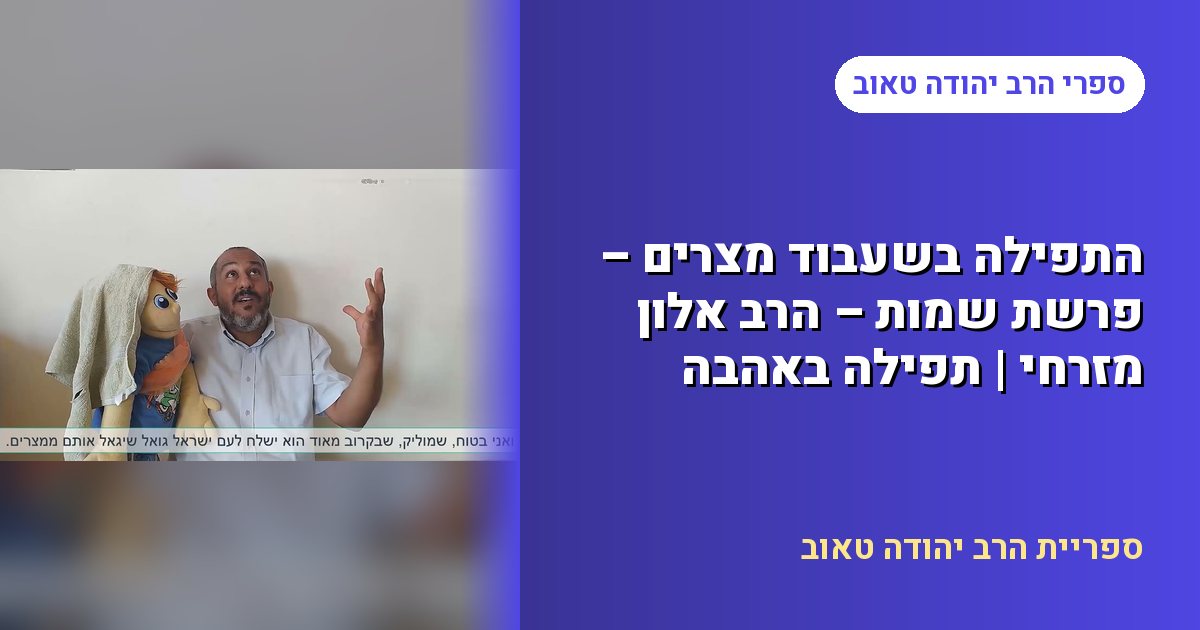 ספרי הרב יהודה טאוב
התפילה בשעבוד מצרים –
פרשת שמות – הרב אלון
מזרחי | תפילה באהבה
ואני בטוח, שמוליק, שבקרוב מאוד הוא ישלח לעם ישראל גואל שיגאל אותם ממצרים.
ספריית הרב יהודה טאוב